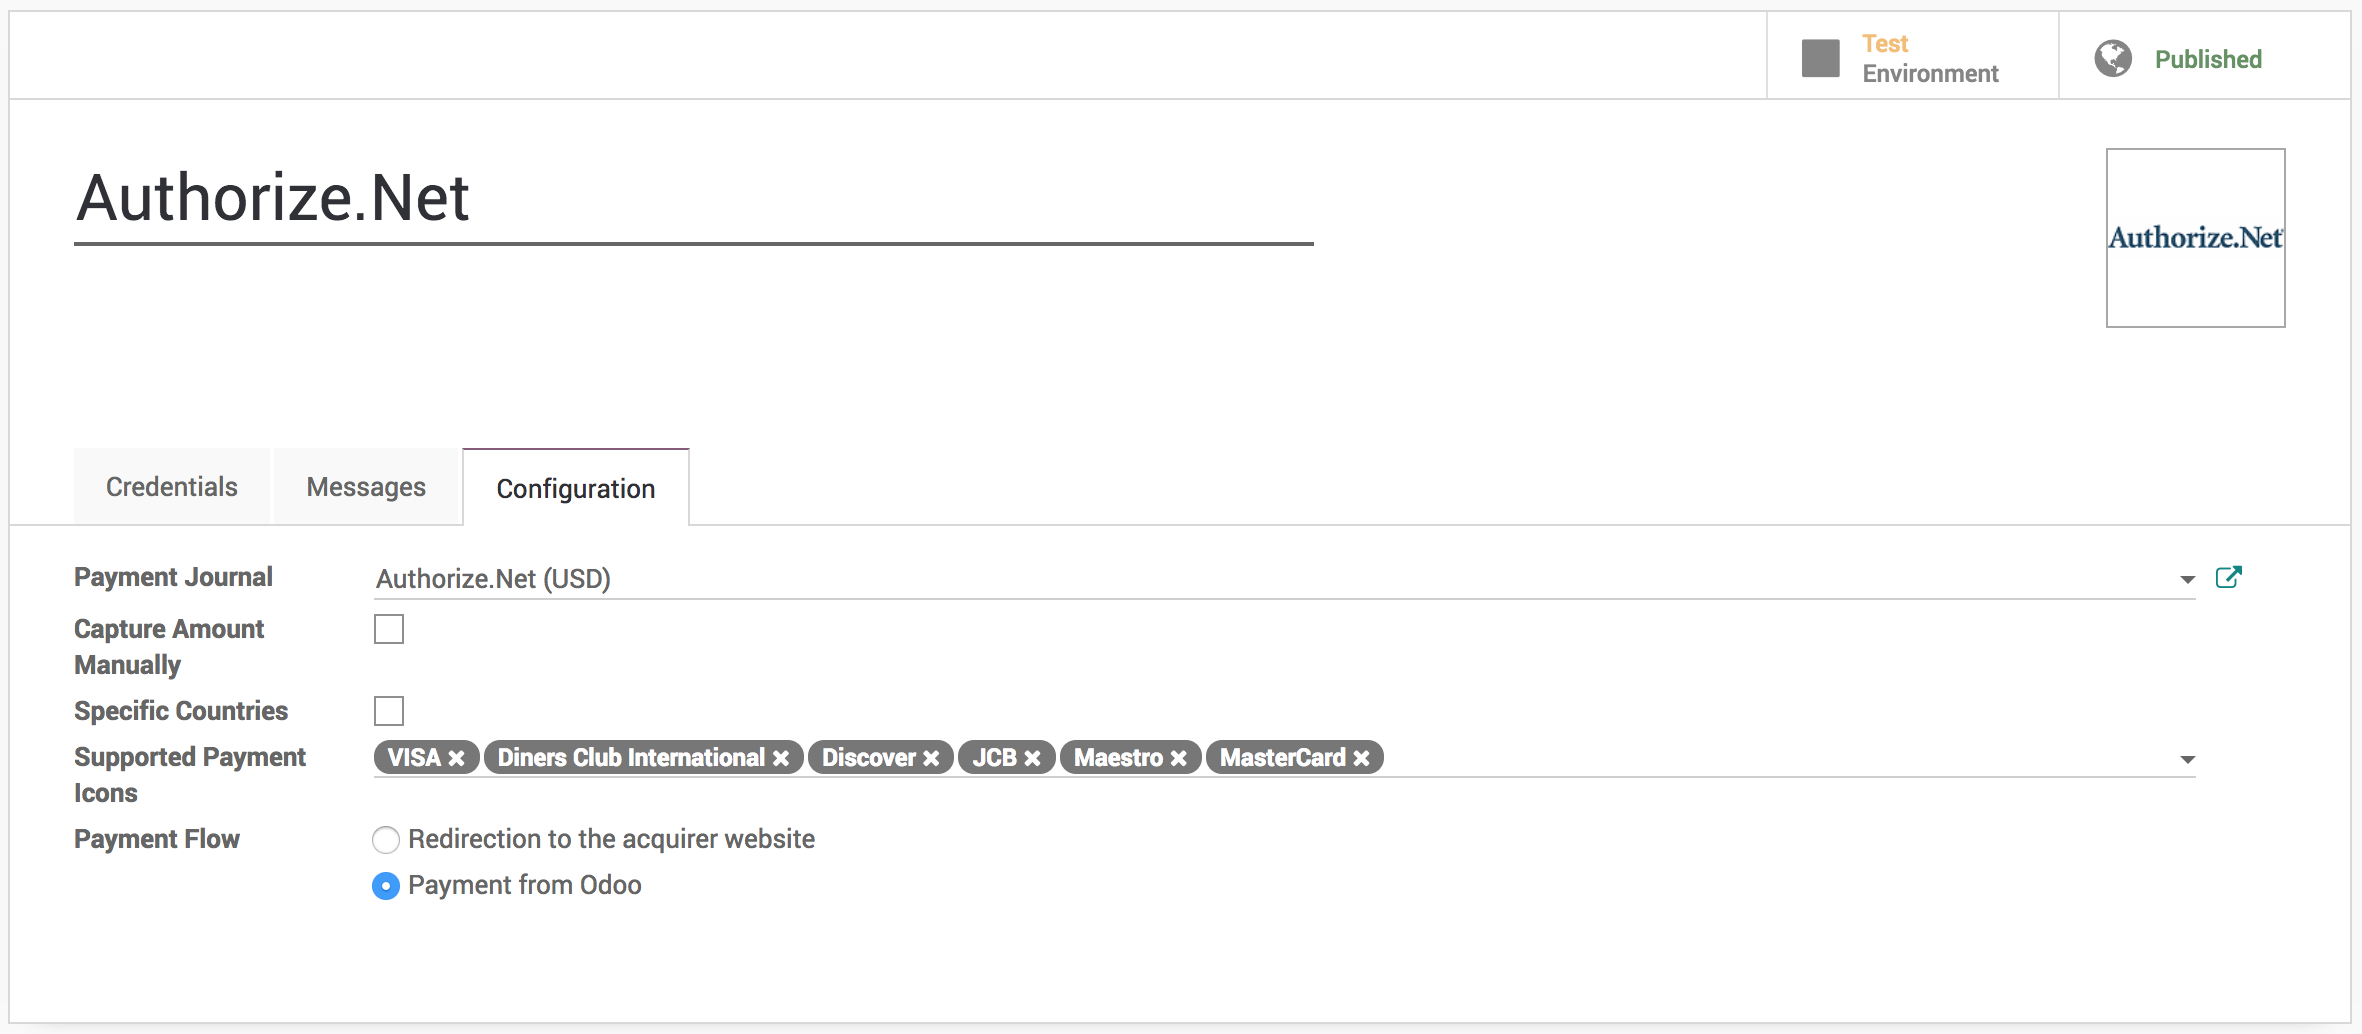 Test
Environment
Published
Authorize.Net
Authorize.Net
Credentials Messages Configuration
Payment Journal Authorize.Net (USD)
Capture Amount
Manually
Specific Countries
Supported Payment VISA Diners Club International Discover JCB Maestro MasterCard
Icons
Payment Flow Redirection to the acquirer website
Payment from Odoo